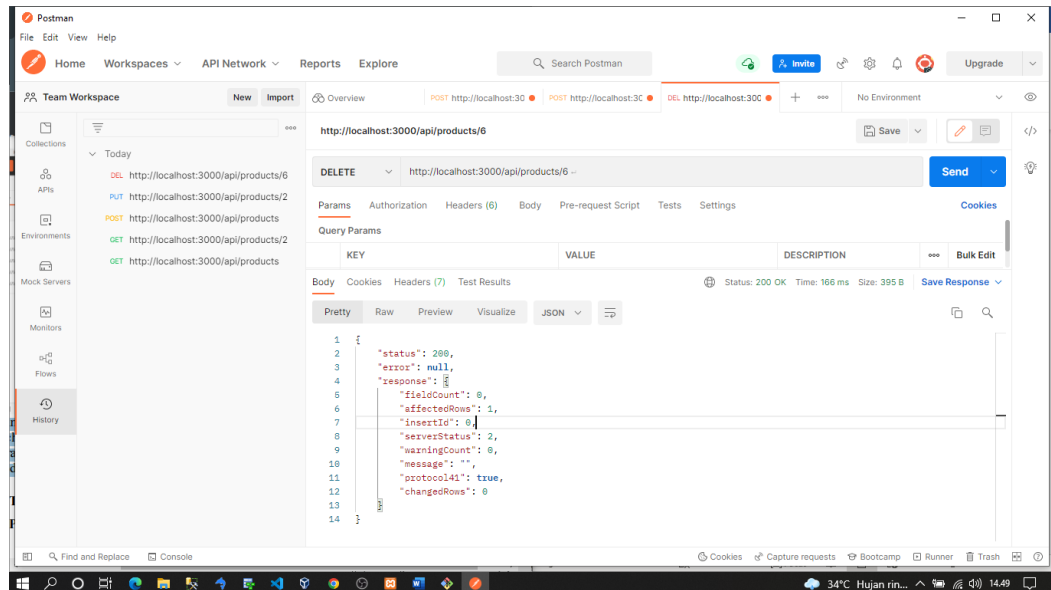 Postman
File Edit View Help
Home Workspaces API Network Reports Explore Search Postman Invite Upgrade
Team Workspace New Import Overview POST http://localhost:30 POST http://localhost:3C DEL http://localhost:300 + No Environment
Collections
APIs
Environments
Mock Servers
Monitors
Flows
History
Today
DEL http://localhost:3000/api/products/6
PUT http://localhost:3000/api/products/2
POST http://localhost:3000/api/products
GET http://localhost:3000/api/products/2
GET http://localhost:3000/api/products
http://localhost:3000/api/products/6 Save
DELETE http://localhost:3000/api/products/6 Send
Params Authorization Headers (6) Body Pre-request Script Tests Settings Cookies
Query Params
KEY VALUE DESCRIPTION Bulk Edit
Body Cookies Headers (7) Test Results Status: 200 OK Time: 166 ms Size: 395 B Save Response
Pretty Raw Preview Visualize JSON
1 {
2 "status": 200,
3 "error": null,
4 "response": {
5 "fieldCount": 0,
6 "affectedRows": 1,
7 "insertId": 0,
8 "serverStatus": 2,
9 "warningCount": 0,
10 "message": "",
11 "protocol41": true,
12 "changedRows": 0
13 }
14 }
Find and Replace Console Cookies Capture requests Bootcamp Runner Trash
34°C Hujan rin... 14.49